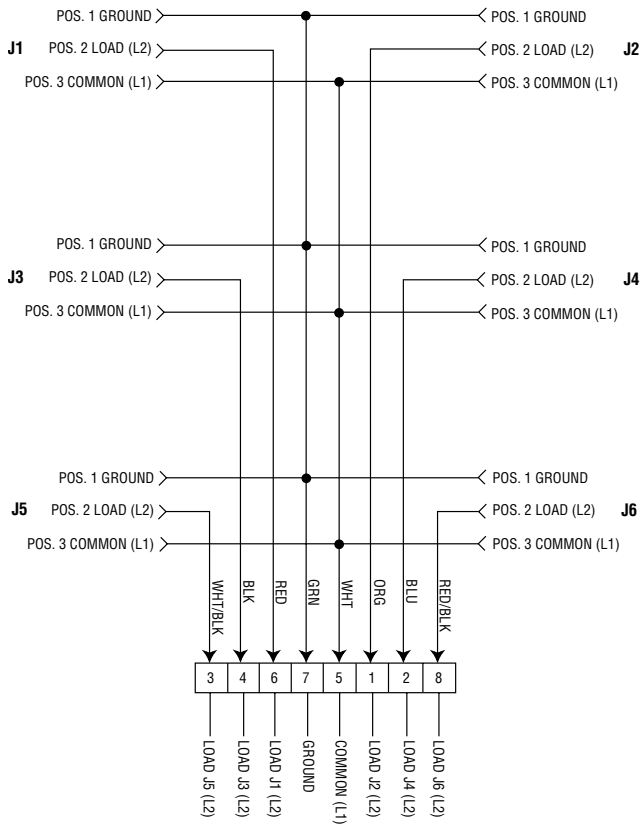 POS. 1 GROUND
POS. 1 GROUND
J1
POS. 2 LOAD (L2)
POS. 2 LOAD (L2)
J2
POS. 3 COMMON (L1)
POS. 3 COMMON (L1)
POS. 1 GROUND
POS. 1 GROUND
J3
POS. 2 LOAD (L2)
POS. 2 LOAD (L2)
J4
POS. 3 COMMON (L1)
POS. 3 COMMON (L1)
POS. 1 GROUND
POS. 1 GROUND
J5
POS. 2 LOAD (L2)
POS. 2 LOAD (L2)
J6
POS. 3 COMMON (L1)
POS. 3 COMMON (L1)
WHT/BLK
BLK
RED
GRN
WHT
ORG
BLU
RED/BLK
3
4
6
7
5
1
2
8
LOAD J5 (L2)
LOAD J3 (L2)
LOAD J1 (L2)
GROUND
COMMON (L1)
LOAD J2 (L2)
LOAD J4 (L2)
LOAD J6 (L2)